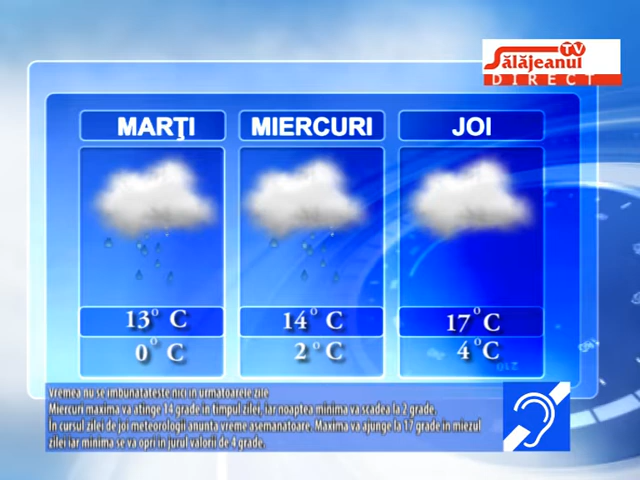 Sălăjeanul TV
DIRECT
MARŢI MIERCURI JOI
13° C 14° C 17° C
0° C 2° C 4° C
Vremea nu se imbunatateste nici in urmatoarele zile
Miercuri maxima va atinge 14 grade in timpul zilei, iar noaptea minima va scadea la 2 grade.
În cursul zilei de joi meteorologii anunta vreme asemanatoare. Maxima va ajunge la 17 grade in miezul
zilei iar minima se va opri in jurul valorii de 4 grade.
210